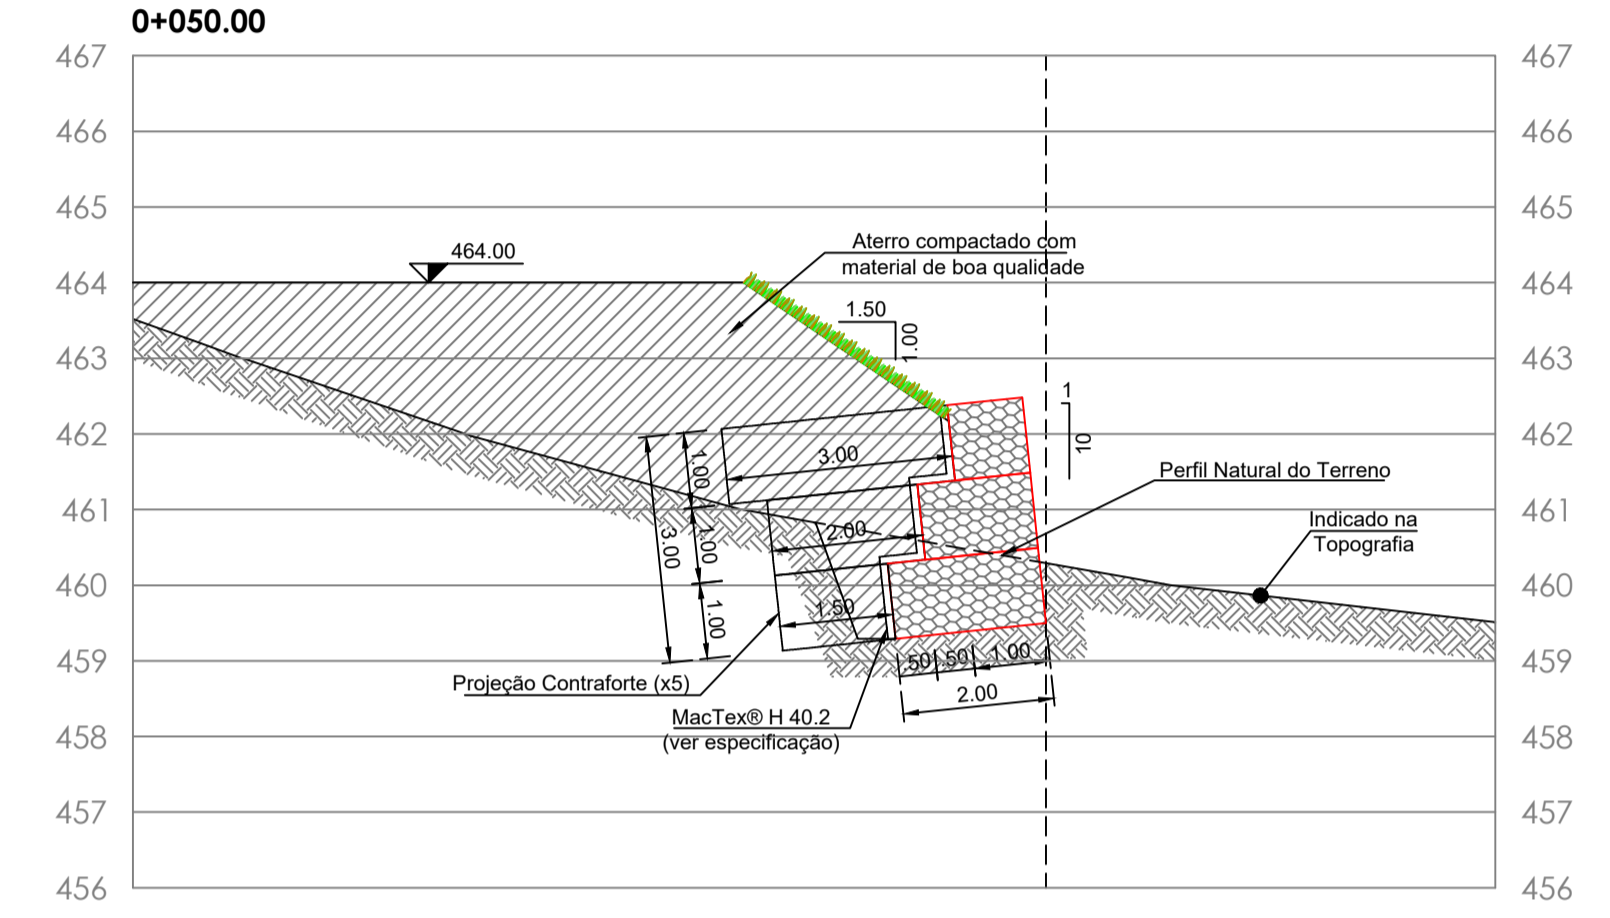 0+050.00
467 467
466 466
465 465
464.00
Aterro compactado com
material de boa qualidade
464 464
1.50
1.00
463 463
1
10
462 462
3.00
1.00
Perfil Natural do Terreno
461 461
Indicado na
Topografia
2.00
1.00
3.00
460 460
1.50
1.00
459 459
.50 .50 1.00
2.00
Projeção Contraforte (x5)
MacTex® H 40.2
(ver especificação)
458 458
457 457
456 456